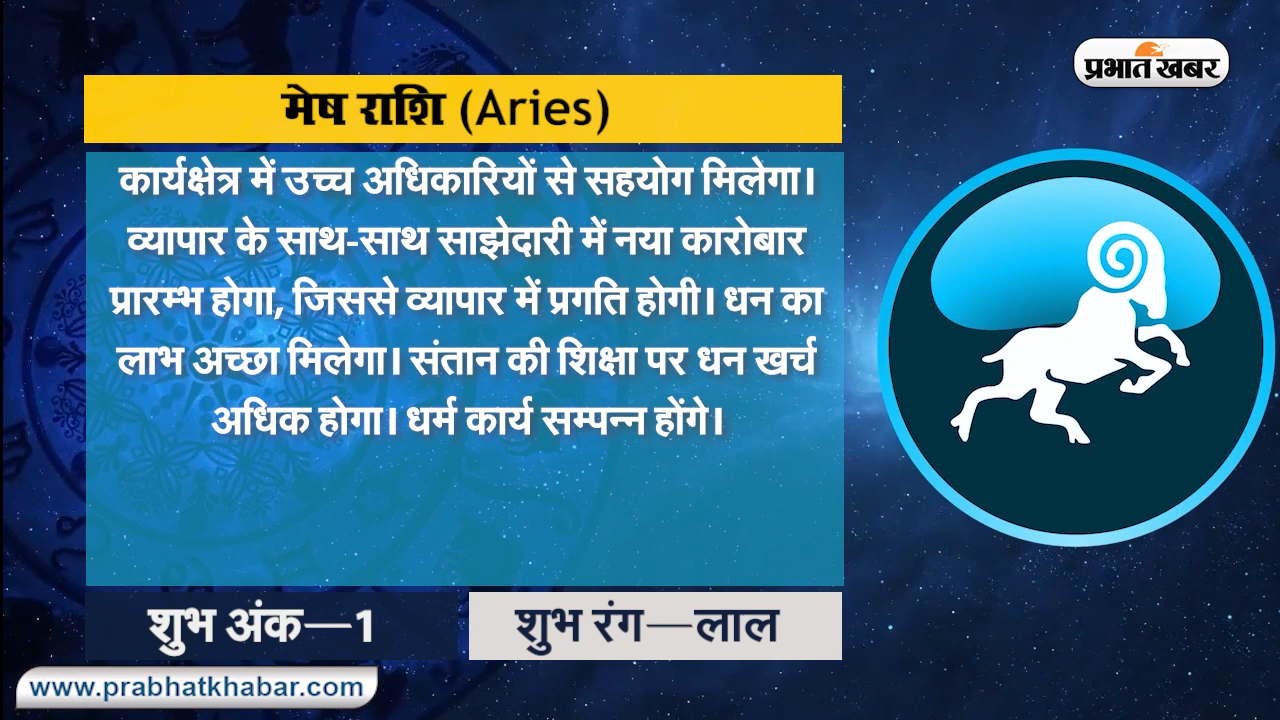 प्रभात खबर
मेष राशि (Aries)
कार्यक्षेत्र में उच्च अधिकारियों से सहयोग मिलेगा।
व्यापार के साथ-साथ साझेदारी में नया कारोबार
प्रारम्भ होगा, जिससे व्यापार में प्रगति होगी। धन का
लाभ अच्छा मिलेगा। संतान की शिक्षा पर धन खर्च
अधिक होगा। धर्म कार्य सम्पन्न होंगे।
शुभ अंक—1
शुभ रंग—लाल
www.prabhatkhabar.com